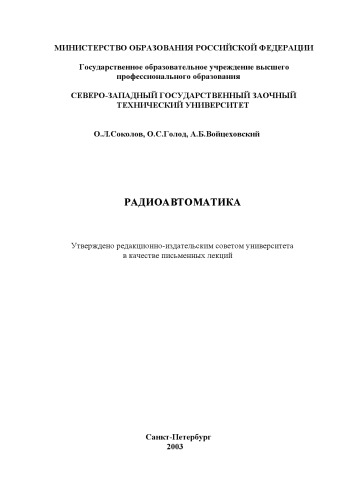 МИНИСТЕРСТВО ОБРАЗОВАНИЯ РОССИЙСКОЙ ФЕДЕРАЦИИ
Государственное образовательное учреждение высшего
профессионального образования
СЕВЕРО-ЗАПАДНЫЙ ГОСУДАРСТВЕННЫЙ ЗАОЧНЫЙ
ТЕХНИЧЕСКИЙ УНИВЕРСИТЕТ
О.Л.Соколов, О.С.Голод, А.Б.Войцеховский
РАДИОАВТОМАТИКА
Утверждено редакционно-издательским советом университета
в качестве письменных лекций
Санкт-Петербург
2003